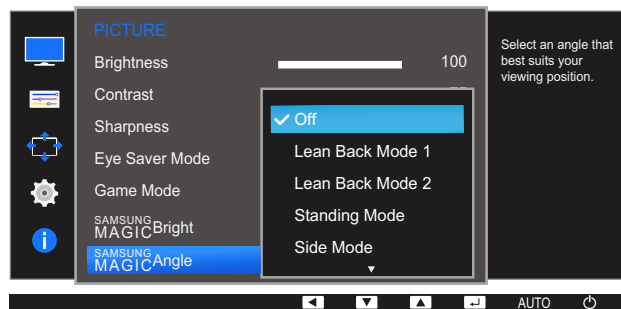 PICTURE
Brightness 100
Contrast
Sharpness
Eye Saver Mode
Game Mode
SAMSUNG
MAGICBright
SAMSUNG
MAGICAngle
Off
Lean Back Mode 1
Lean Back Mode 2
Standing Mode
Side Mode
Select an angle that
best suits your
viewing position.
AUTO